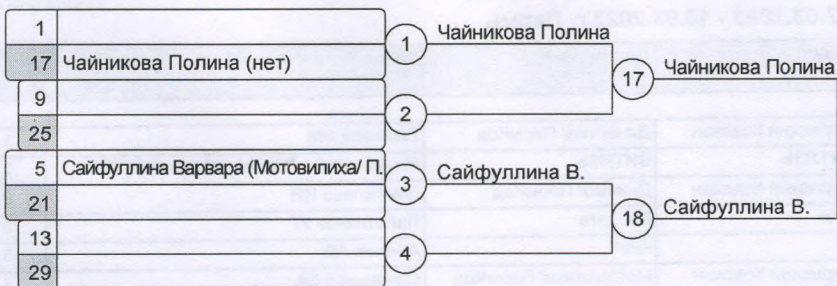 1
17 Чайникова Полина (нет)
1 Чайникова Полина
9
25
2
17 Чайникова Полина
5 Сайфуллина Варвара (Мотовилиха/ П.
21
3 Сайфуллина В.
13
29
4
18 Сайфуллина В.